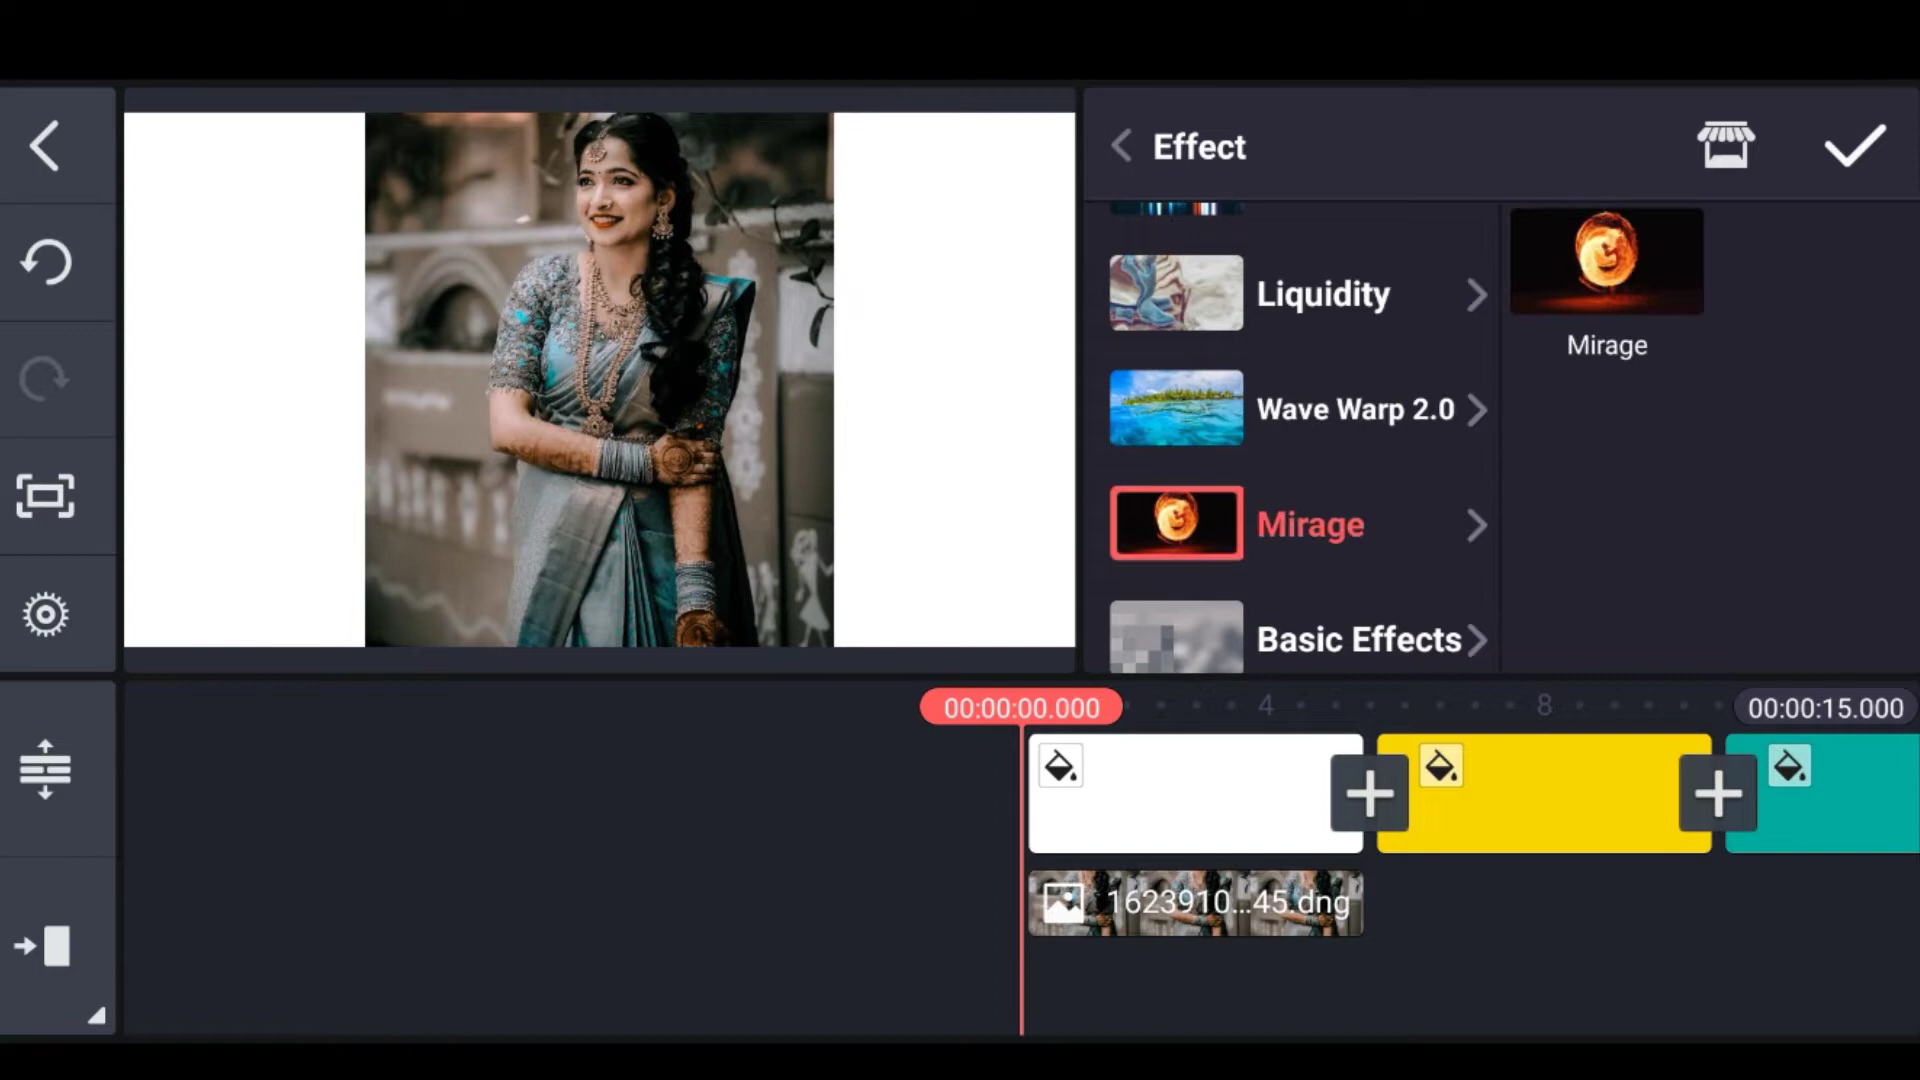 Effect
Liquidity
Wave Warp 2.0
Mirage
Basic Effects
Mirage
00:00:00.000
4
8
00:00:15.000
1623910...45.dng